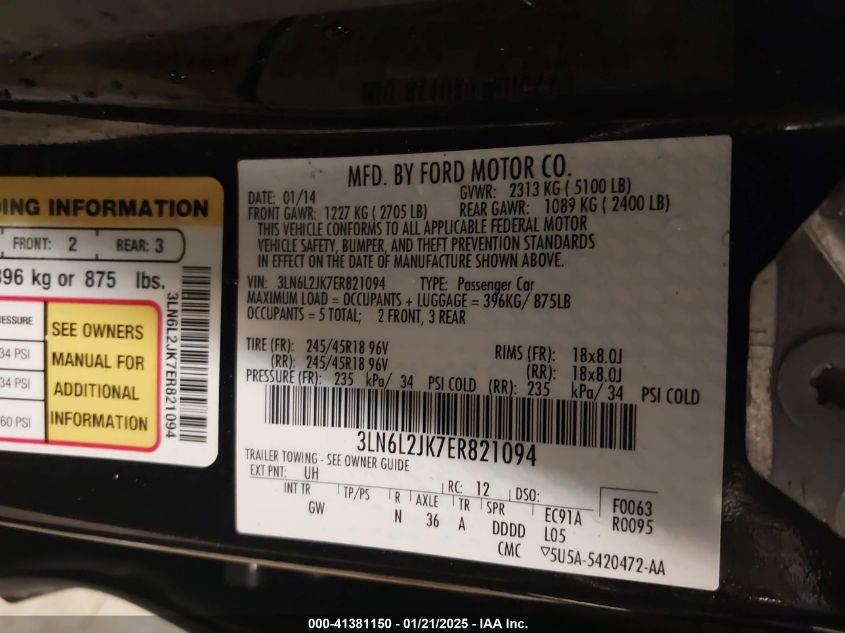 DING INFORMATION
FRONT: 2 REAR: 3
396 kg or 875 lbs.
PRESSURE
34 PSI
34 PSI
60 PSI
SEE OWNERS
MANUAL FOR
ADDITIONAL
INFORMATION
3LN6L2JK7ER821094
MFD. BY FORD MOTOR CO.
DATE: 01/14 GVWR: 2313 KG ( 5100 LB)
FRONT GAWR: 1227 KG ( 2705 LB) REAR GAWR: 1089 KG ( 2400 LB)
THIS VEHICLE CONFORMS TO ALL APPLICABLE FEDERAL MOTOR
VEHICLE SAFETY, BUMPER, AND THEFT PREVENTION STANDARDS
IN EFFECT ON THE DATE OF MANUFACTURE SHOWN ABOVE.
VIN: 3LN6L2JK7ER821094 TYPE: Passenger Car
MAXIMUM LOAD = OCCUPANTS + LUGGAGE = 396KG/ 875LB
OCCUPANTS = 5 TOTAL; 2 FRONT, 3 REAR
TIRE (FR): 245/45R18 96V RIMS (FR): 18x8.0J
(RR): 245/45R18 96V (RR): 18x8.0J
PRESSURE (FR): 235 kPa/ 34 PSI COLD (RR): 235 kPa/ 34 PSI COLD
3LN6L2JK7ER821094
TRAILER TOWING - SEE OWNER GUIDE
EXT PNT: UH RC: 12 DSO: F0063
INT TR TP/PS R AXLE TR SPR EC91A R0095
GW N 36 A DDDD L05
CMC ▽5U5A-5420472-AA
000-41381150 - 01/21/2025 - IAA Inc.